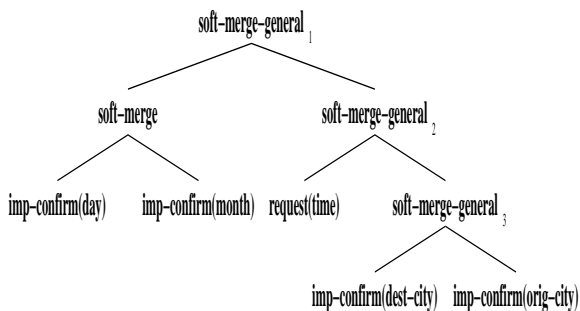 soft-merge-general 1
soft-merge soft-merge-general 2
imp-confirm(day) imp-confirm(month) request(time) soft-merge-general 3
imp-confirm(dest-city) imp-confirm(orig-city)